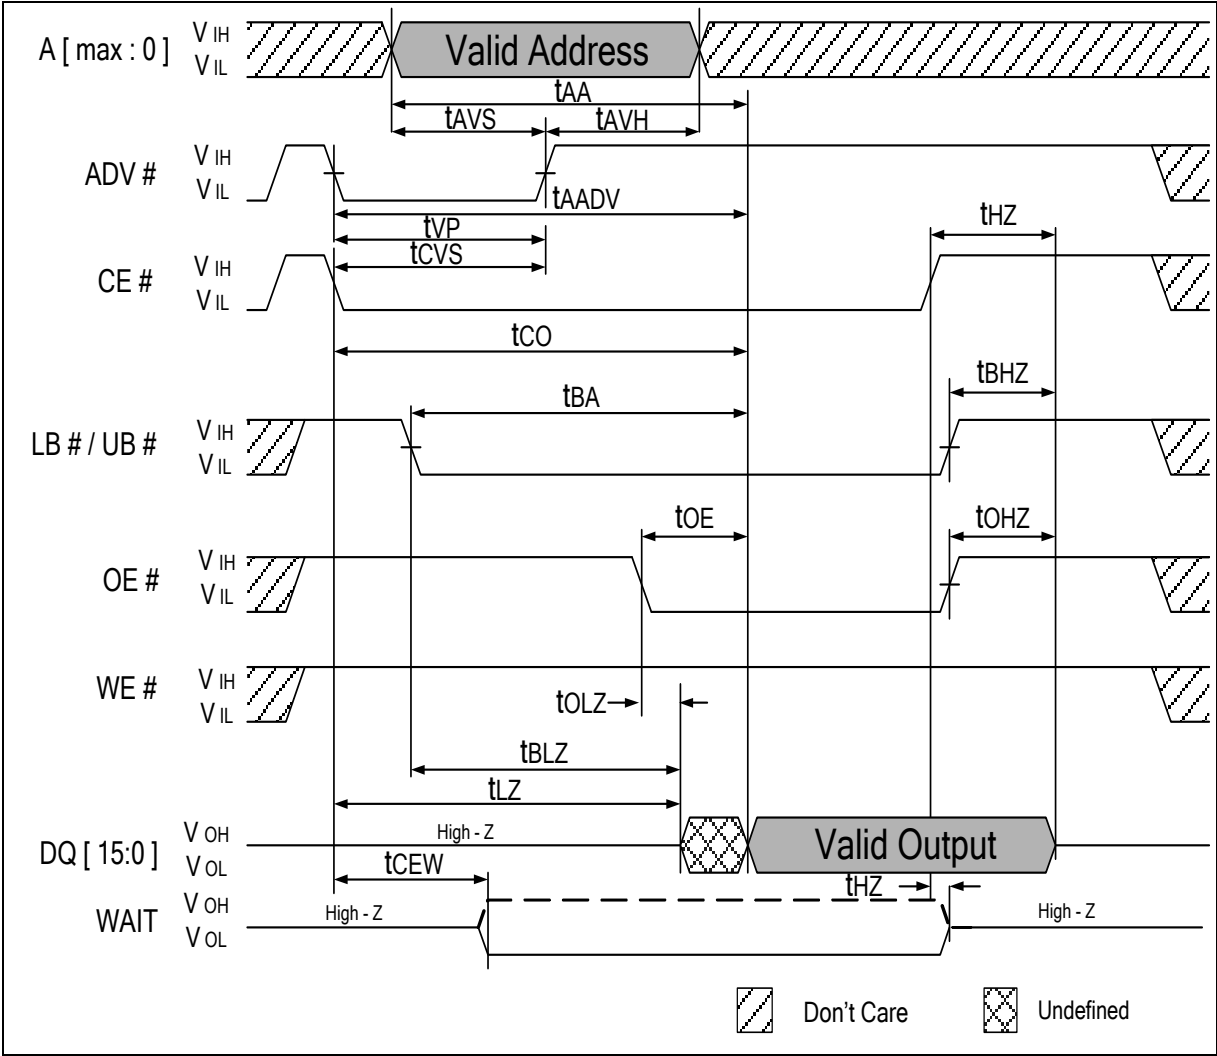 A [ max : 0 ]
V IH
V IL
Valid Address
tAA
tAVS
tAVH
ADV #
V IH
V IL
tAADV
tVP
tCVS
tHZ
CE #
V IH
V IL
tCO
tBHZ
tBA
LB # / UB #
V IH
V IL
tOE
tOHZ
OE #
V IH
V IL
WE #
V IH
V IL
tOLZ
tBLZ
tLZ
DQ [ 15:0 ]
V OH
V OL
High - Z
Valid Output
tCEW
tHZ
WAIT
V OH
V OL
High - Z
High - Z
Don't Care
Undefined